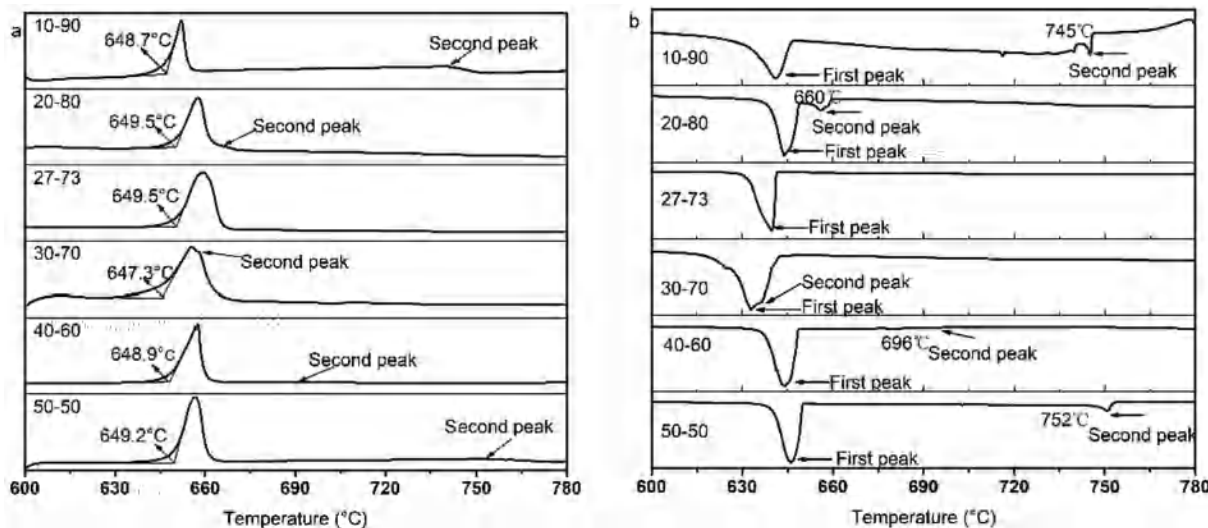 a
10-90
648.7°C
Second peak
20-80
649.5°C
Second peak
27-73
649.5°C
30-70
647.3°C
Second peak
40-60
648.9°C
Second peak
50-50
649.2°C
Second peak
600 630 660 690 720 750 780
Temperature (°C)
b
10-90
745℃
First peak
Second peak
20-80
660℃
Second peak
First peak
27-73
First peak
30-70
Second peak
First peak
40-60
696℃
Second peak
First peak
50-50
752℃
Second peak
First peak
600 630 660 690 720 750 780
Temperature (°C)